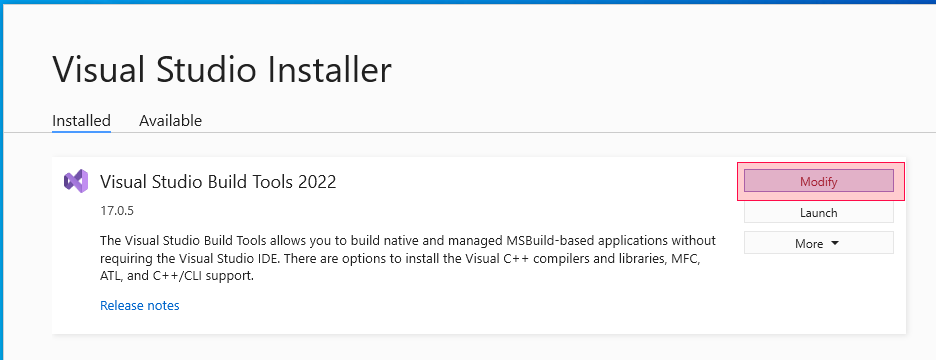 Visual Studio Installer
Installed Available
Visual Studio Build Tools 2022
Modify
17.0.5
Launch
The Visual Studio Build Tools allows you to build native and managed MSBuild-based applications without
requiring the Visual Studio IDE. There are options to install the Visual C++ compilers and libraries, MFC,
ATL, and C++/CLI support.
More
Release notes